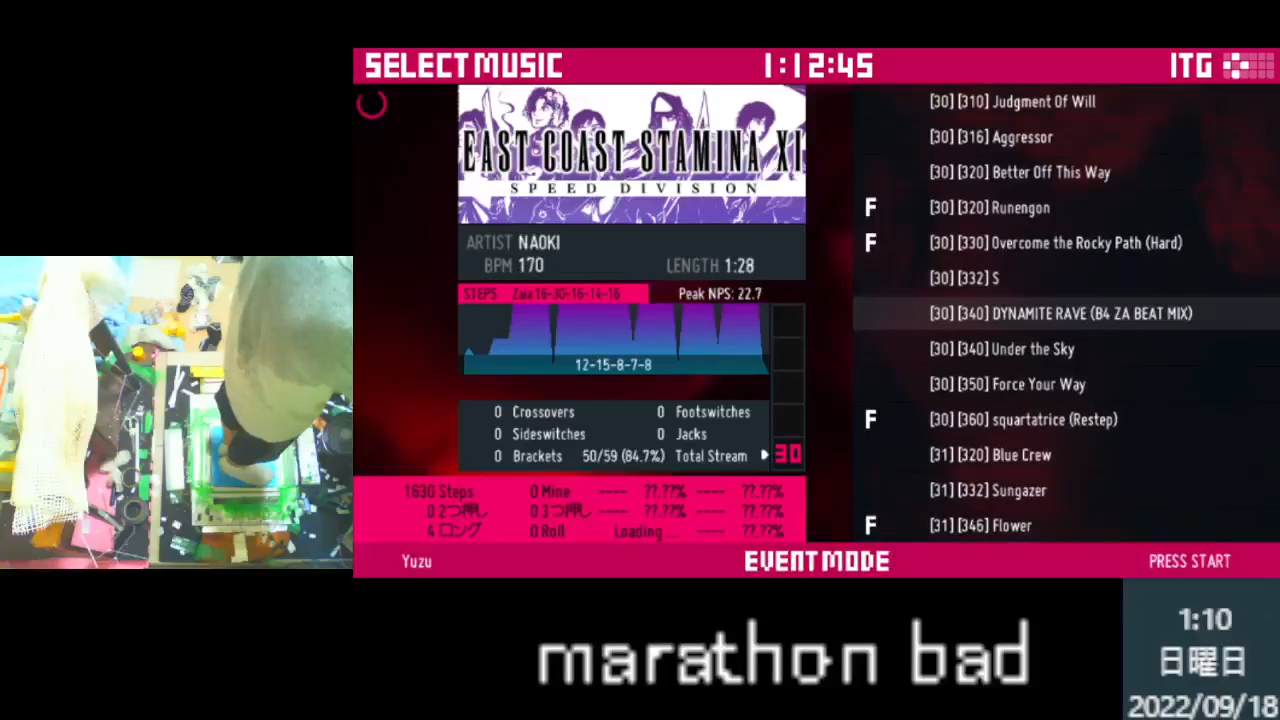 SELECT MUSIC
1:12:45
ITG
EAST COAST STAMINA XI
SPEED DIVISION
ARTIST NAOKI
BPM 170
LENGTH 1:28
STEPS
Peak NPS: 22.7
12-15-8-7-8
0 Crossovers
0 Footswitches
0 Sideswitches
0 Jacks
0 Brackets
50/59 (84.7%) Total Stream
30
1630 Steps
0 Mine
---- ??.??% ---- ??.??%
0 2つ押し
0 3つ押し
---- ??.??% ---- ??.??%
4 ロング
0 Roll
Loading ... ---- ??.??%
[30] [310] Judgment Of Will
[30] [316] Aggressor
[30] [320] Better Off This Way
F [30] [320] Runengon
F [30] [330] Overcome the Rocky Path (Hard)
[30] [332] S
[30] [340] DYNAMITE RAVE (B4 ZA BEAT MIX)
[30] [340] Under the Sky
[30] [350] Force Your Way
F [30] [360] squartatrice (Restep)
[31] [320] Blue Crew
[31] [332] Sungazer
F [31] [346] Flower
Yuzu
EVENT MODE
PRESS START
marathon bad
1:10
日曜日
2022/09/18